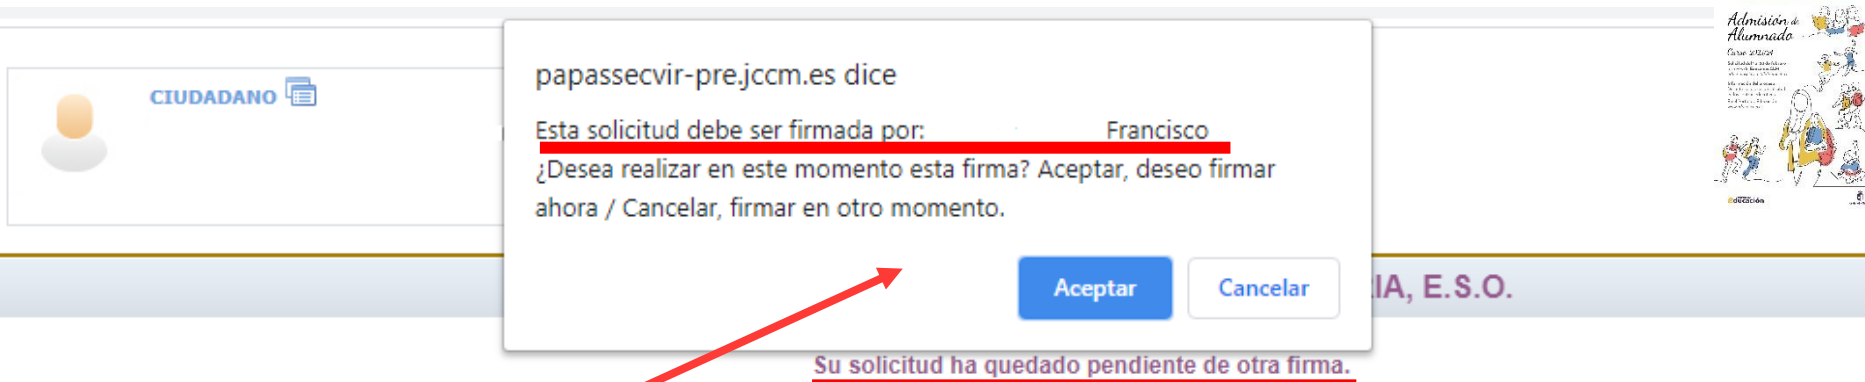 Admisión de
Alumnado
CIUDADANO
papassecvir-pre.jccm.es dice
Esta solicitud debe ser firmada por: Francisco
¿Desea realizar en este momento esta firma? Aceptar, deseo firmar
ahora / Cancelar, firmar en otro momento.
Aceptar Cancelar
IA, E.S.O.
Su solicitud ha quedado pendiente de otra firma.